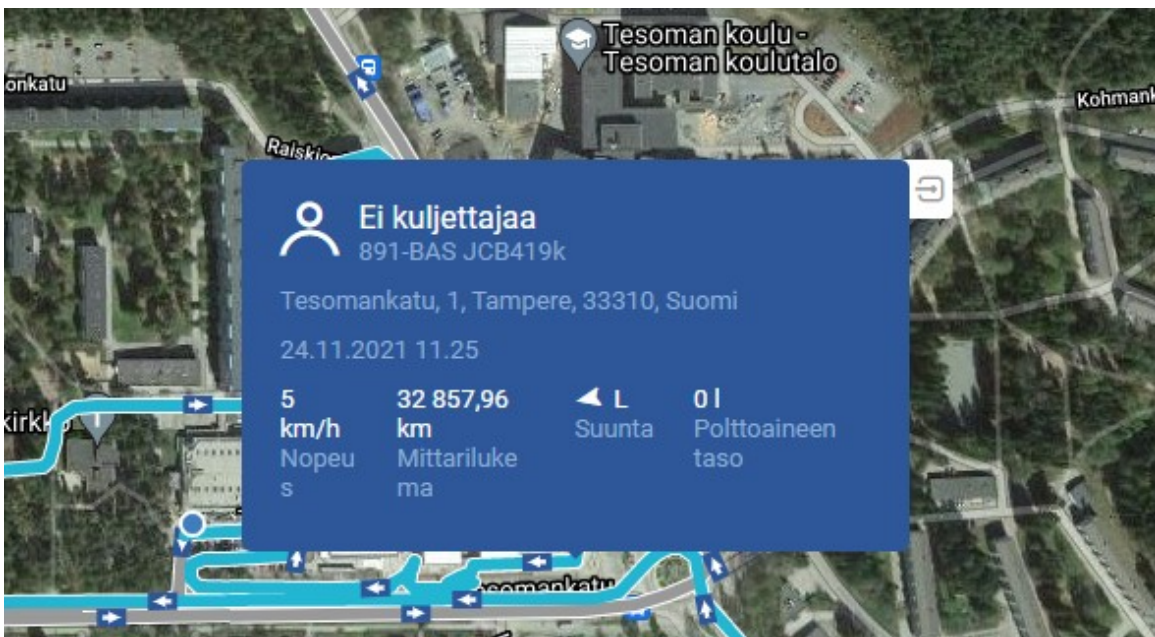 Tesoman koulu -
Tesoman koulutalo
onkatu
Kohmank
Raiskio
Ei kuljettajaa
891-BAS JCB419k
Tesomankatu, 1, Tampere, 33310, Suomi
24.11.2021 11.25
5
km/h
Nopeu
s
32 857,96
km
Mittariluke
ma
L
Suunta
0 l
Polttoaineen
taso
kirkko
esomankatu